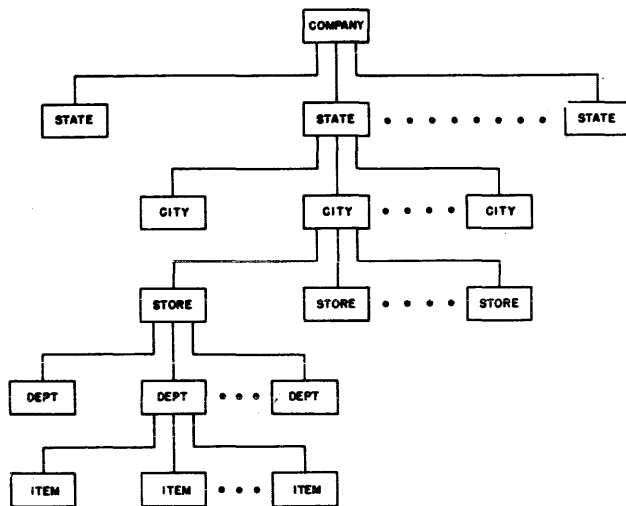 COMPANY
STATE STATE STATE
CITY CITY CITY
STORE STORE STORE
DEPT DEPT DEPT
ITEM ITEM ITEM